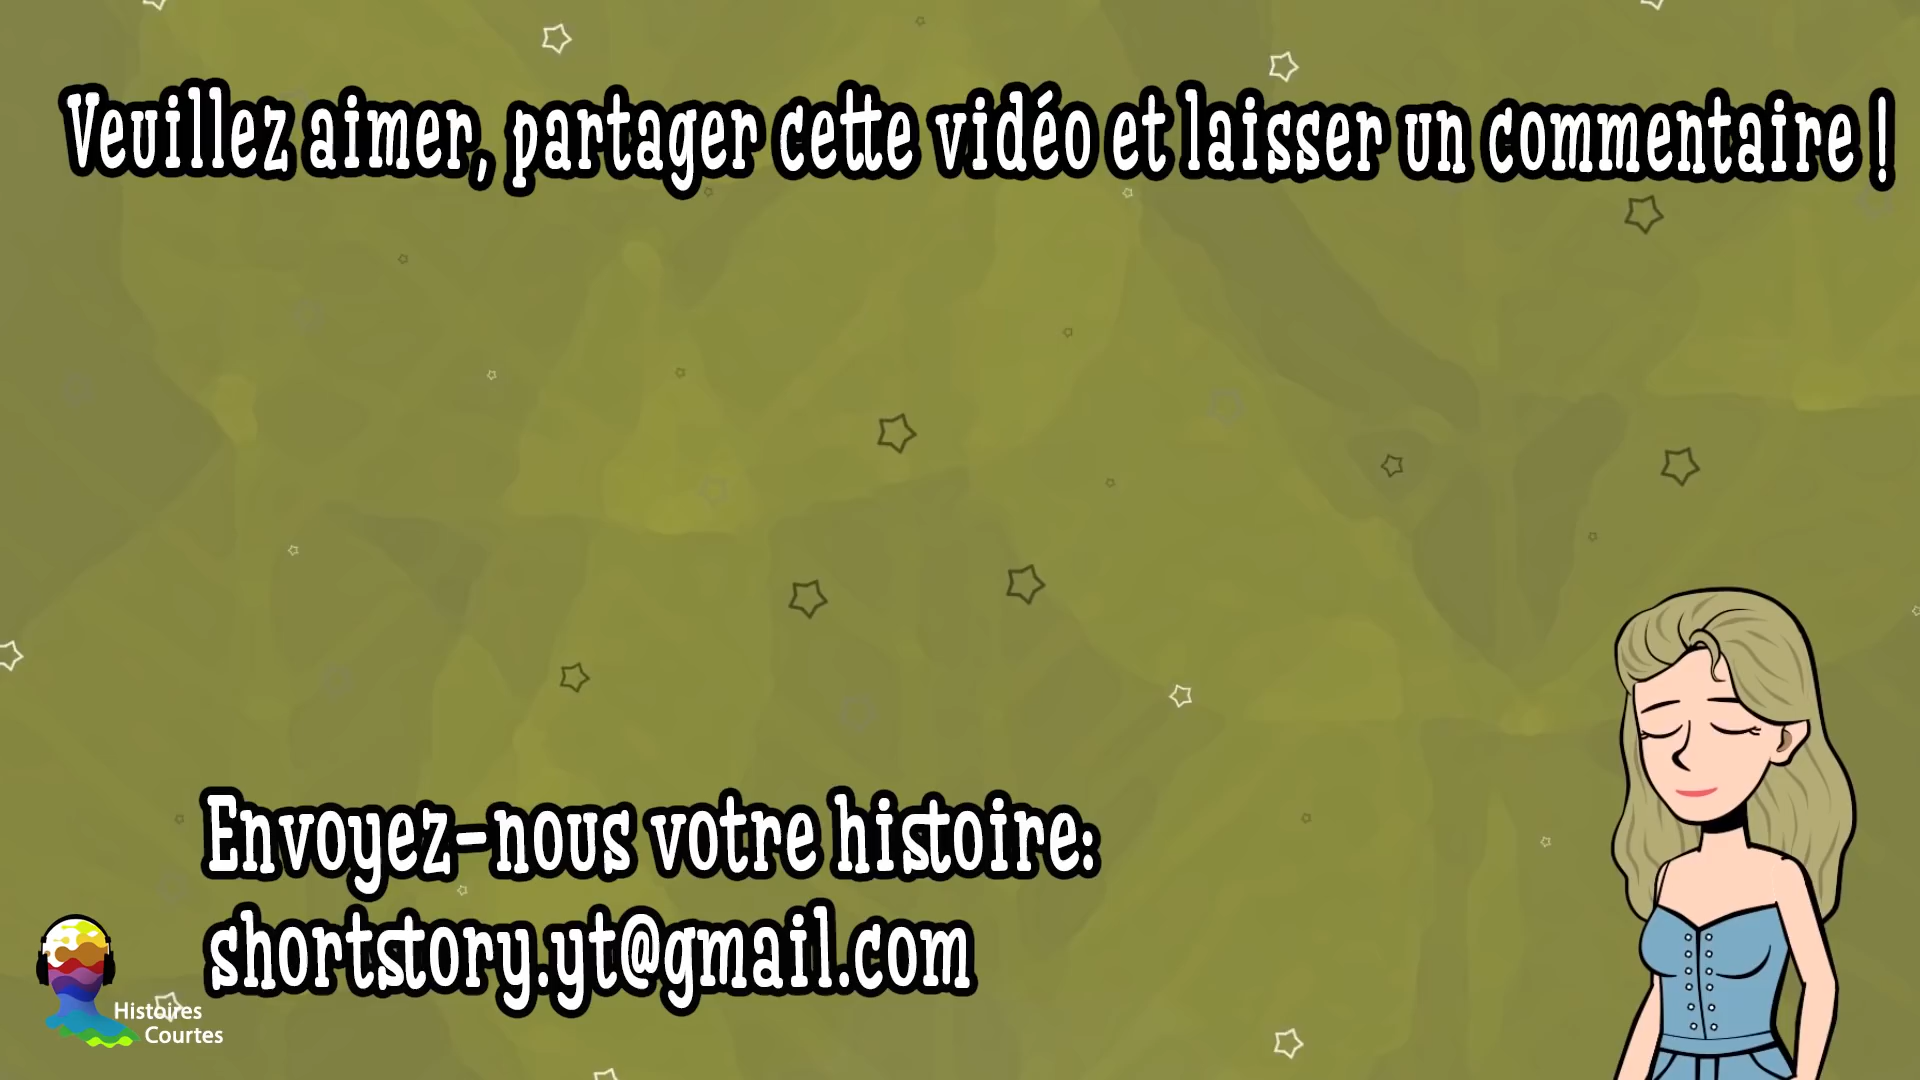 Veuillez aimer, partager cette vidéo et laisser un commentaire !
Envoyez-nous votre histoire:
shortstory.yt@gmail.com
Histoires
Courtes